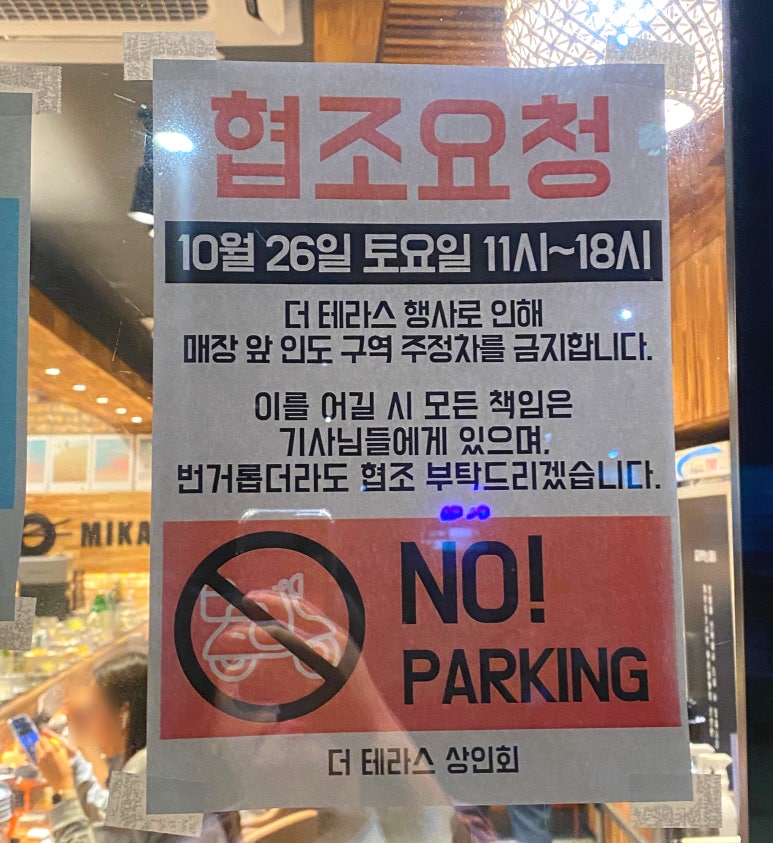 협조요청
10월 26일 토요일 11시~18시
더 테라스 행사로 인해
매장 앞 인도 구역 주정차를 금지합니다.
이를 어길 시 모든 책임은
기사님들에게 있으며,
번거롭더라도 협조 부탁드리겠습니다.
NO!
PARKING
더 테라스 상인회
MIKA